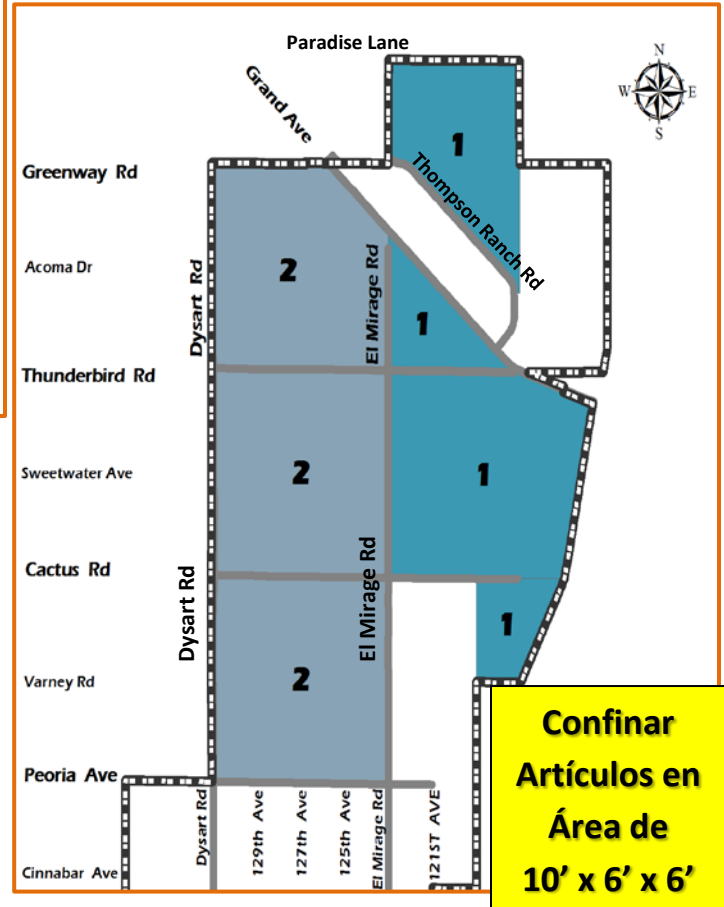 Paradise Lane
N
W E
S
Grand Ave
1
Greenway Rd
Thompson Ranch Rd
Acoma Dr
Dysart Rd
2
El Mirage Rd
1
Thunderbird Rd
Sweetwater Ave
2
1
Cactus Rd
Dysart Rd
El Mirage Rd
1
Varney Rd
2
Peoria Ave
Cinnabar Ave
Dysart Rd
129th Ave
127th Ave
125th Ave
El Mirage Rd
121ST AVE
Confinar
Artículos en
Área de
10’ x 6’ x 6’